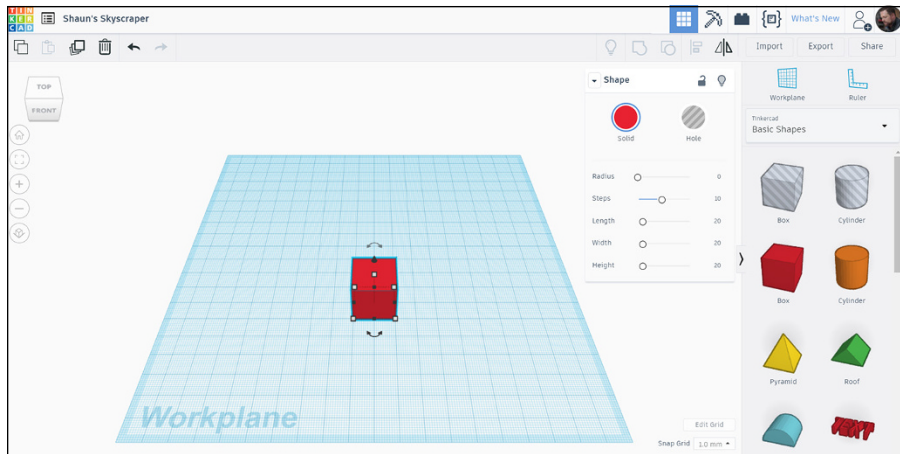 TIN
KER
CAD
Shaun's Skyscraper
What's New
Import
Export
Share
TOP
FRONT
Shape
Solid
Hole
Radius 0
Steps 10
Length 20
Width 20
Height 20
Workplane
Ruler
Tinkercad
Basic Shapes
Box
Cylinder
Box
Cylinder
Pyramid
Roof
TEXT
Workplane
Edit Grid
Snap Grid 1.0 mm